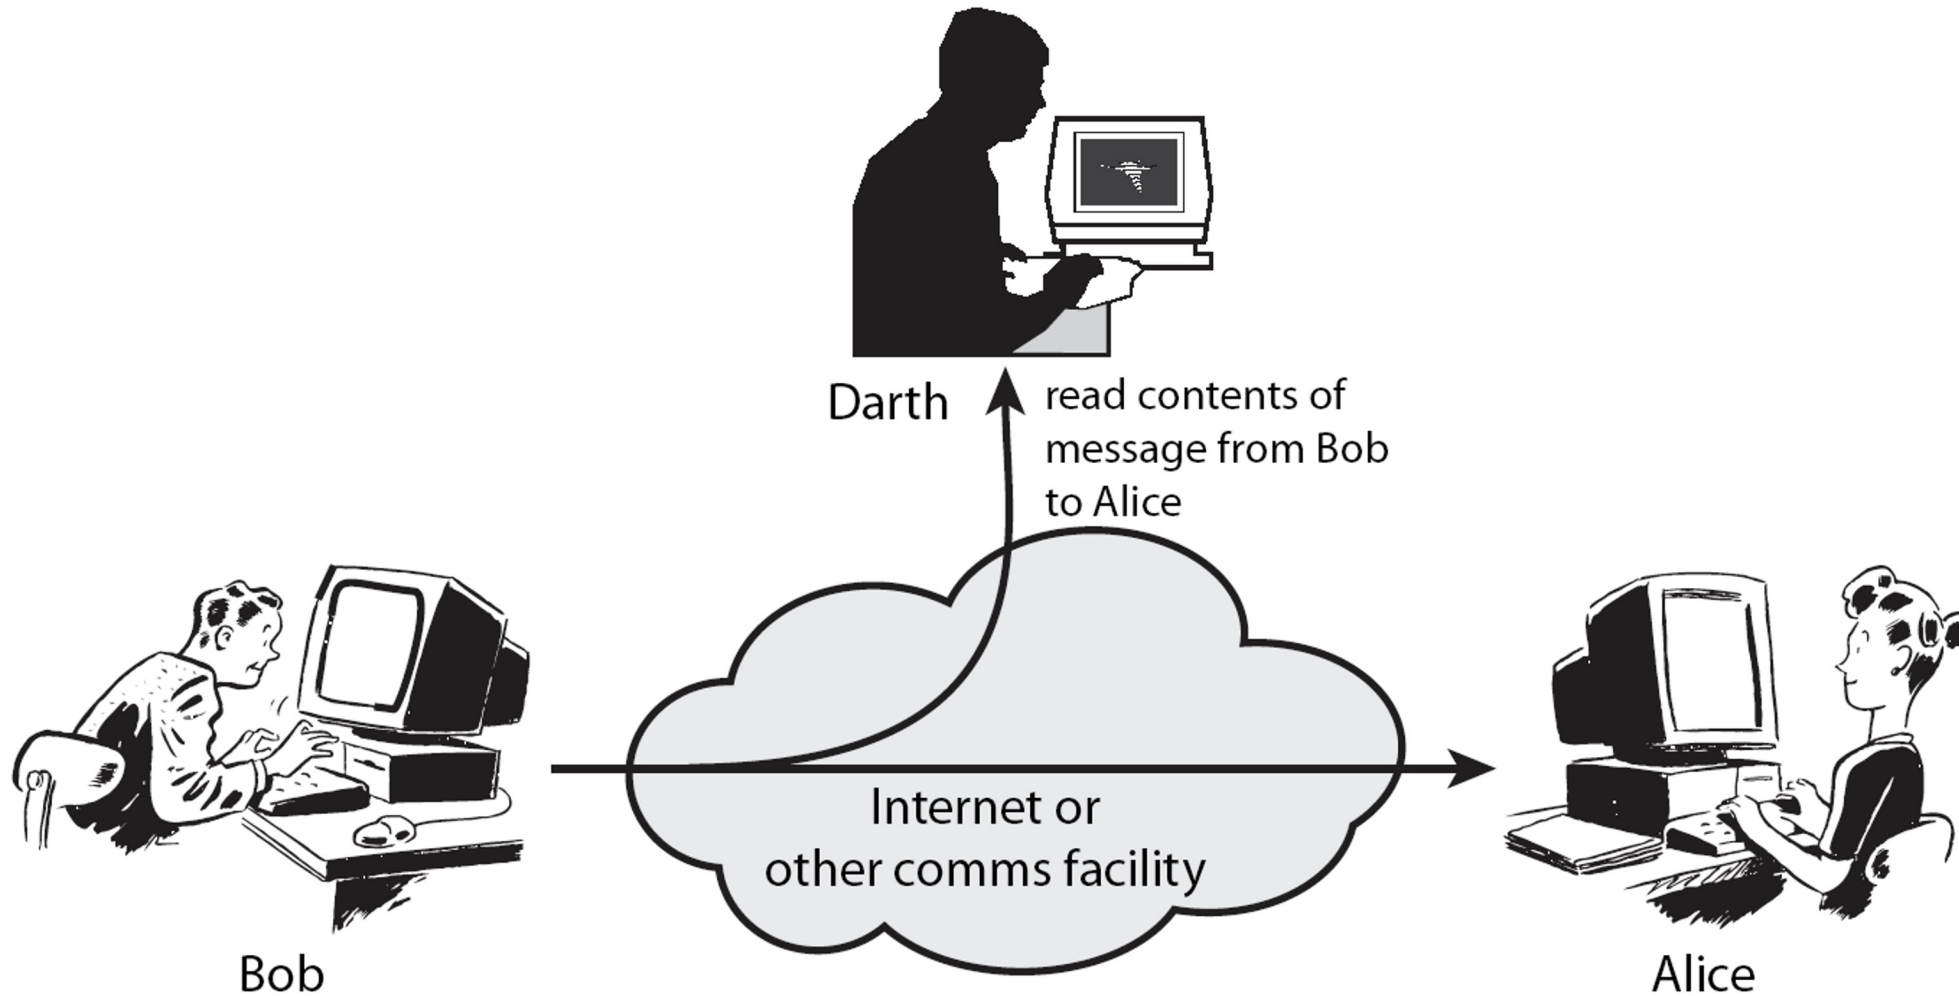 Darth
read contents of
message from Bob
to Alice
Internet or
other comms facility
Bob
Alice